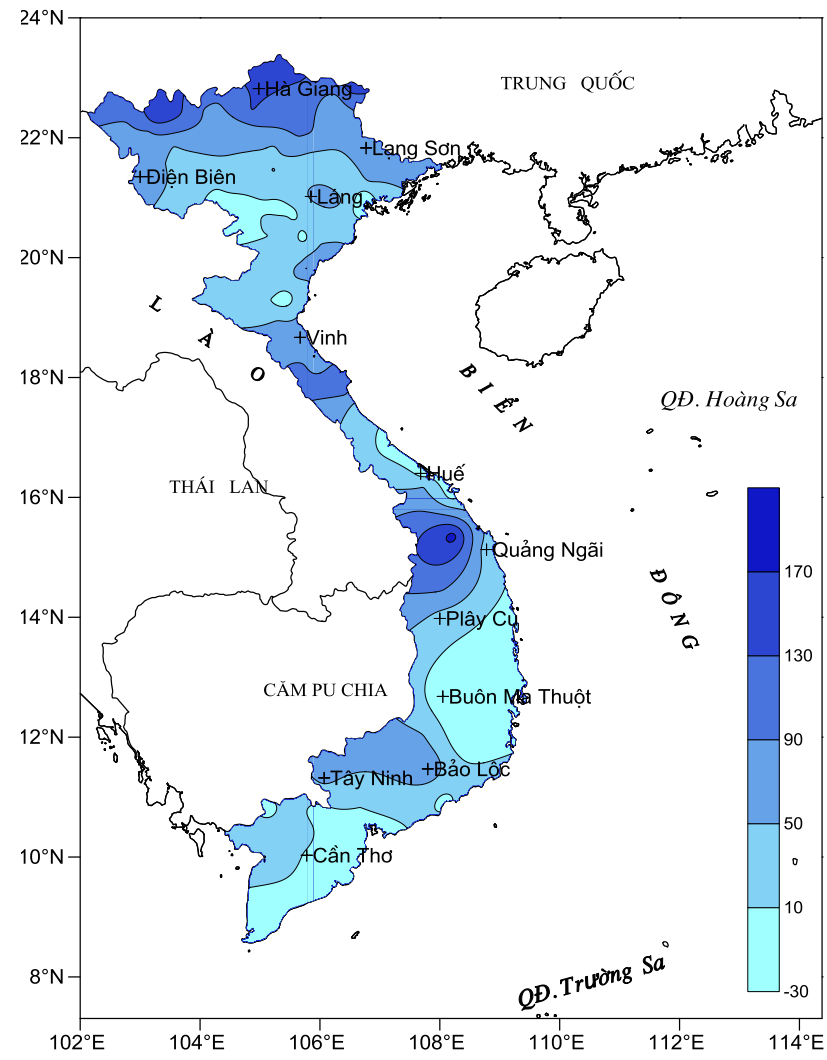 24°N
TRUNG QUỐC
Hà Giang
22°N
Lạng Sơn
Điện Biên
Láng
20°N
LÀO
Vinh
18°N
BIỂN
QĐ. Hoàng Sa
THÁI LAN
Huế
16°N
Quảng Ngãi
170
ĐÔNG
14°N
Plây Cu
130
CĂM PU CHIA
Buôn Ma Thuột
12°N
90
Bảo Lộc
Tây Ninh
50
10°N
Cần Thơ
10
8°N
QĐ.Trường Sa
-30
102°E
104°E
106°E
108°E
110°E
112°E
114°E